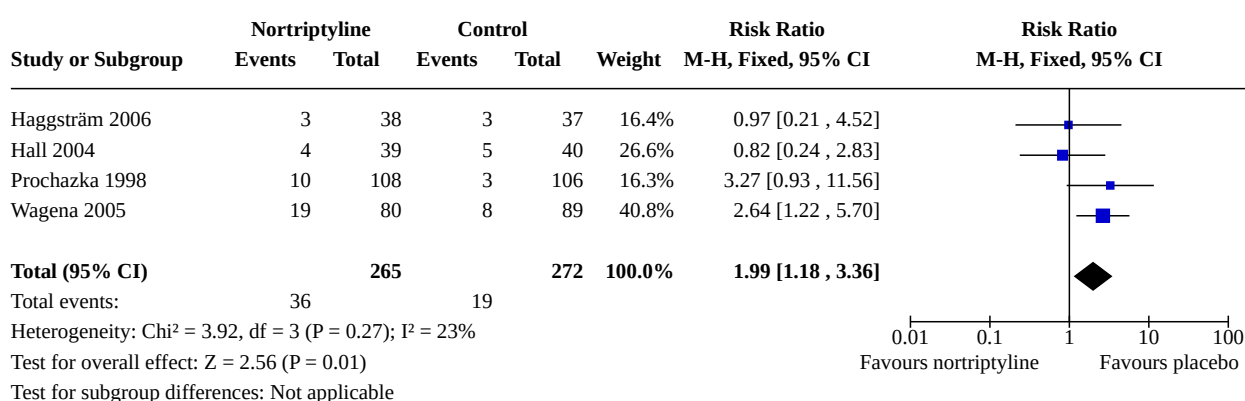 Nortriptyline Control Risk Ratio Risk Ratio
Study or Subgroup Events Total Events Total Weight M-H, Fixed, 95% CI M-H, Fixed, 95% CI
Haggsträm 2006 3 38 3 37 16.4% 0.97 [0.21 , 4.52]
Hall 2004 4 39 5 40 26.6% 0.82 [0.24 , 2.83]
Prochazka 1998 10 108 3 106 16.3% 3.27 [0.93 , 11.56]
Wagena 2005 19 80 8 89 40.8% 2.64 [1.22 , 5.70]
Total (95% CI) 265 272 100.0% 1.99 [1.18 , 3.36]
Total events: 36 19
Heterogeneity: Chi² = 3.92, df = 3 (P = 0.27); I² = 23%
0.01 0.1 1 10 100
Test for overall effect: Z = 2.56 (P = 0.01) Favours nortriptyline Favours placebo
Test for subgroup differences: Not applicable